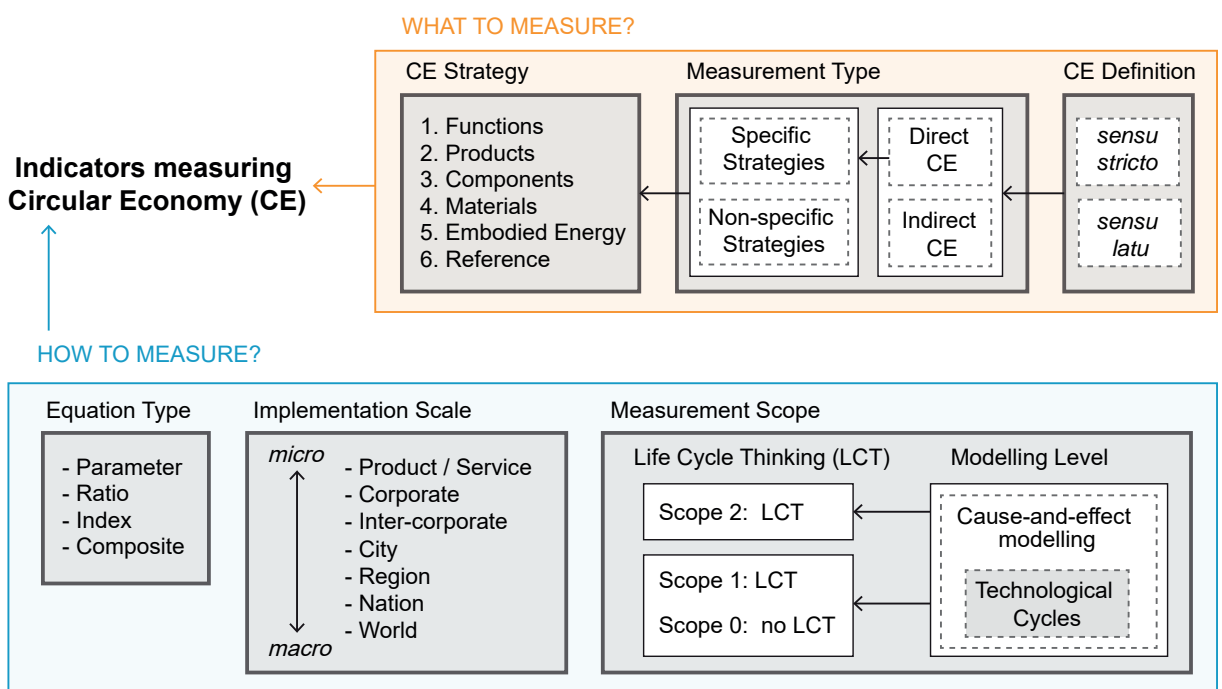 WHAT TO MEASURE?
CE Strategy
1. Functions
2. Products
3. Components
4. Materials
5. Embodied Energy
6. Reference
Measurement Type
Specific
Strategies
Non-specific
Strategies
Direct
CE
Indirect
CE
CE Definition
sensu
stricto
sensu
latu
Indicators measuring
Circular Economy (CE)
HOW TO MEASURE?
Equation Type
- Parameter
- Ratio
- Index
- Composite
Implementation Scale
micro
macro
- Product / Service
- Corporate
- Inter-corporate
- City
- Region
- Nation
- World
Measurement Scope
Life Cycle Thinking (LCT)
Scope 2: LCT
Scope 1: LCT
Scope 0: no LCT
Modelling Level
Cause-and-effect
modelling
Technological
Cycles